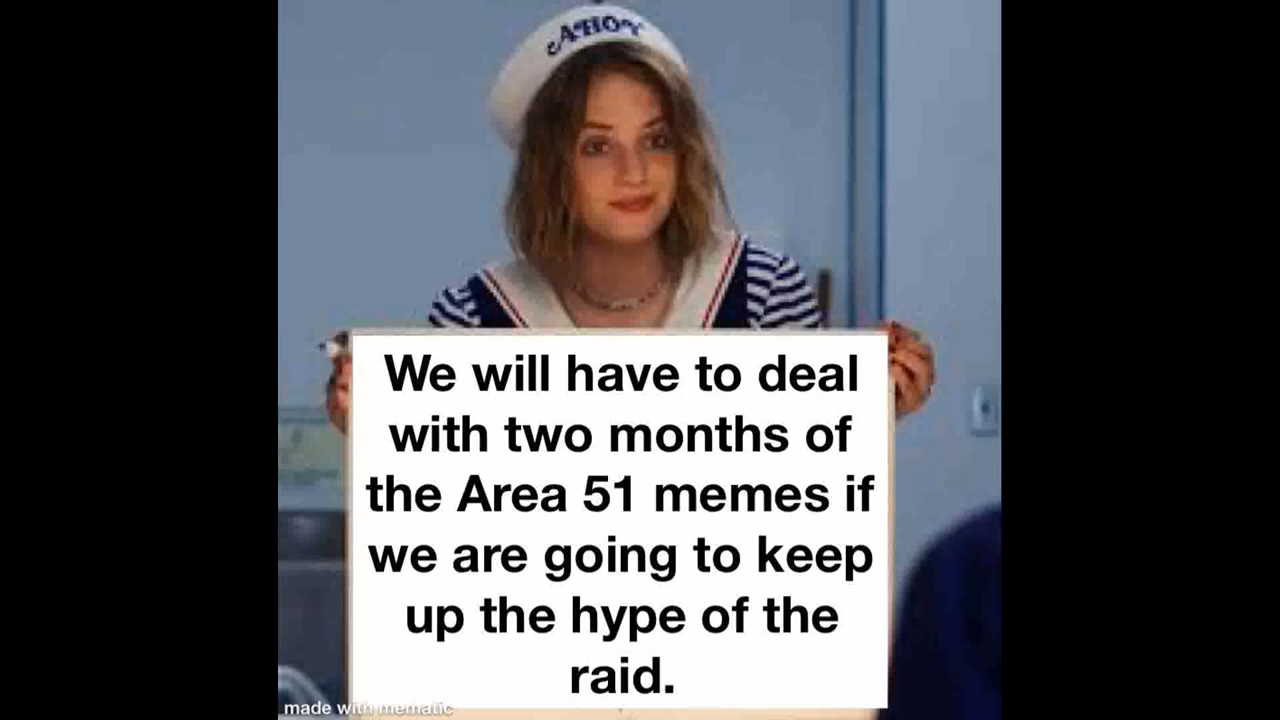 AHOY
We will have to deal
with two months of
the Area 51 memes if
we are going to keep
up the hype of the
raid.
made with mematic